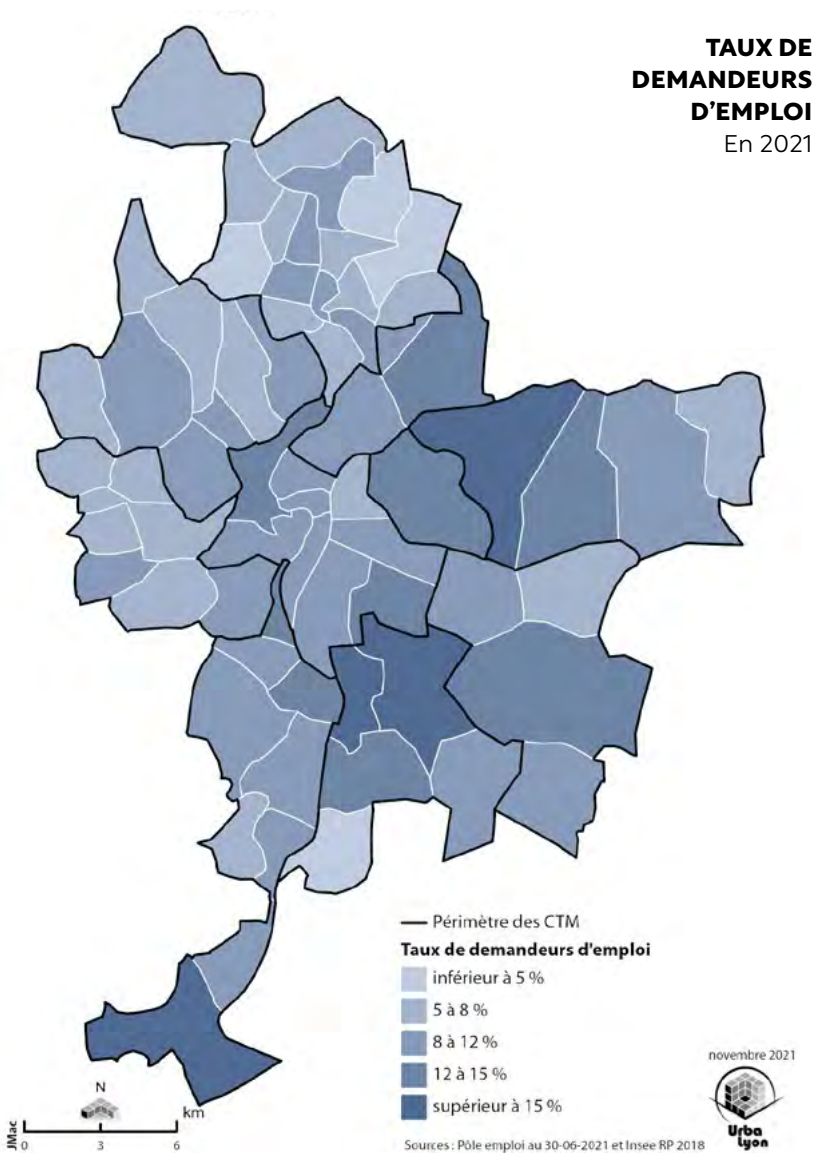 TAUX DE
DEMANDEURS
D'EMPLOI
En 2021
Périmètre des CTM
Taux de demandeurs d'emploi
inférieur à 5 %
5 à 8 %
8 à 12 %
12 à 15 %
supérieur à 15 %
novembre 2021
Urba
lyon
N
km
0 3 6
JMac
Sources : Pôle emploi au 30-06-2021 et Insee RP 2018